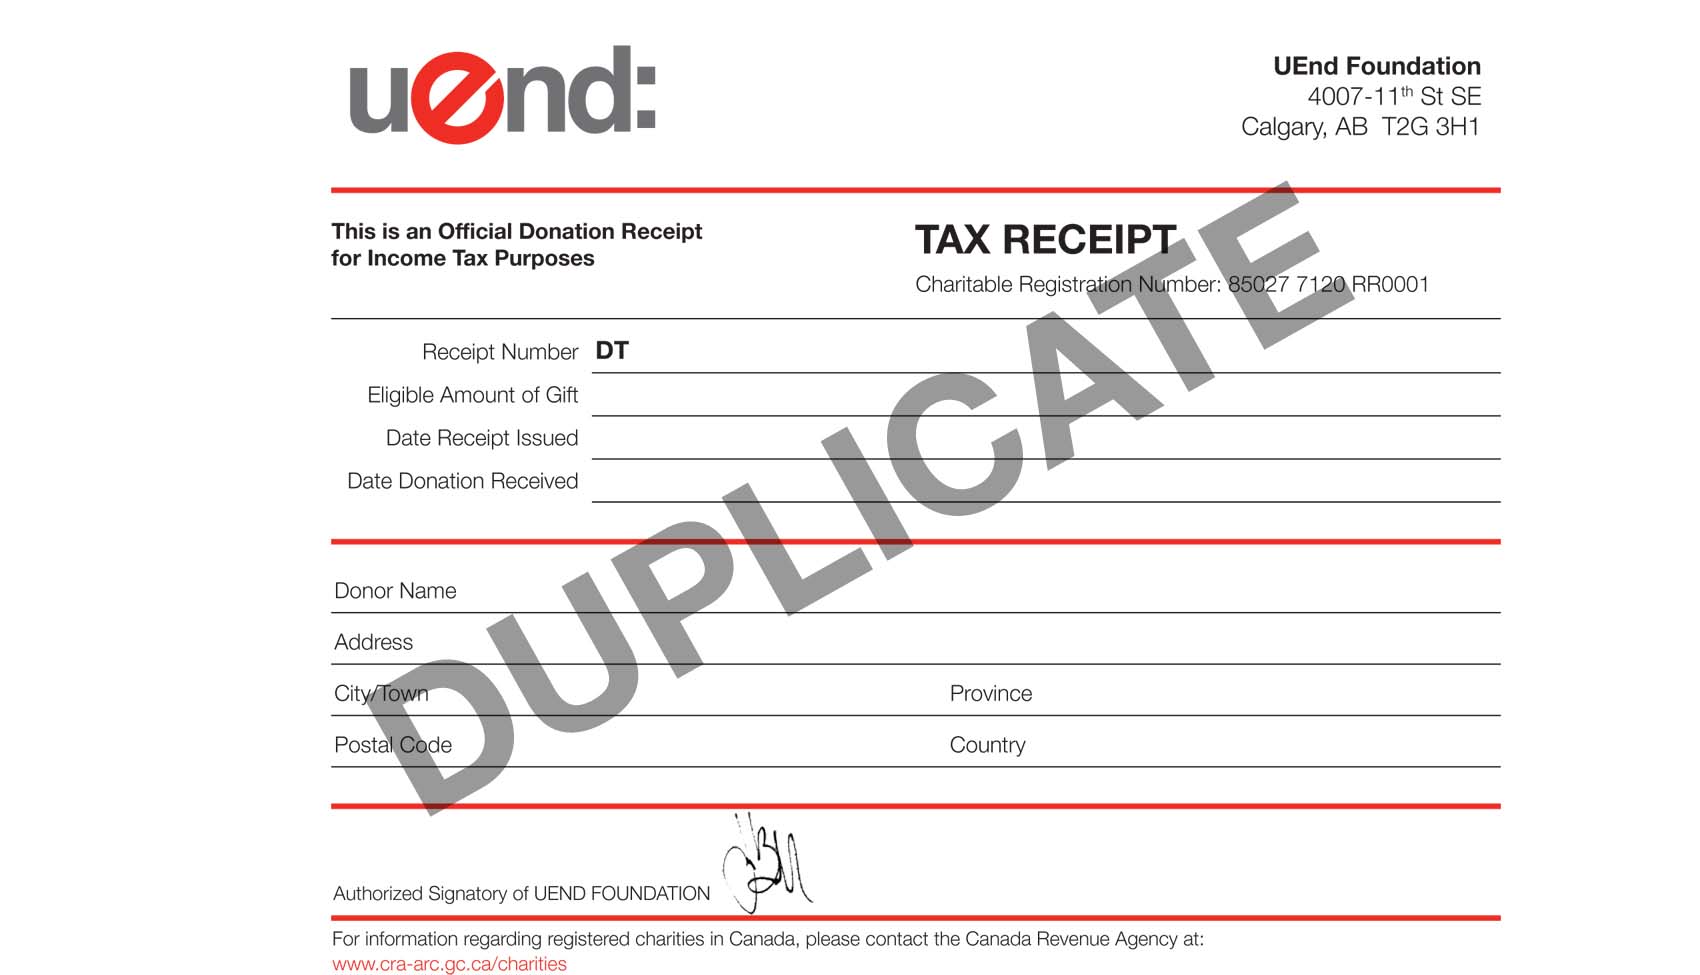 uend:
UEnd Foundation
4007-11th St SE
Calgary, AB T2G 3H1
This is an Official Donation Receipt
for Income Tax Purposes
TAX RECEIPT
Charitable Registration Number: 85027 7120 RR0001
Receipt Number DT
Eligible Amount of Gift
Date Receipt Issued
Date Donation Received
DUPLICATE
Donor Name
Address
City/Town Province
Postal Code Country
Authorized Signatory of UEND FOUNDATION
For information regarding registered charities in Canada, please contact the Canada Revenue Agency at:
www.cra-arc.gc.ca/charities